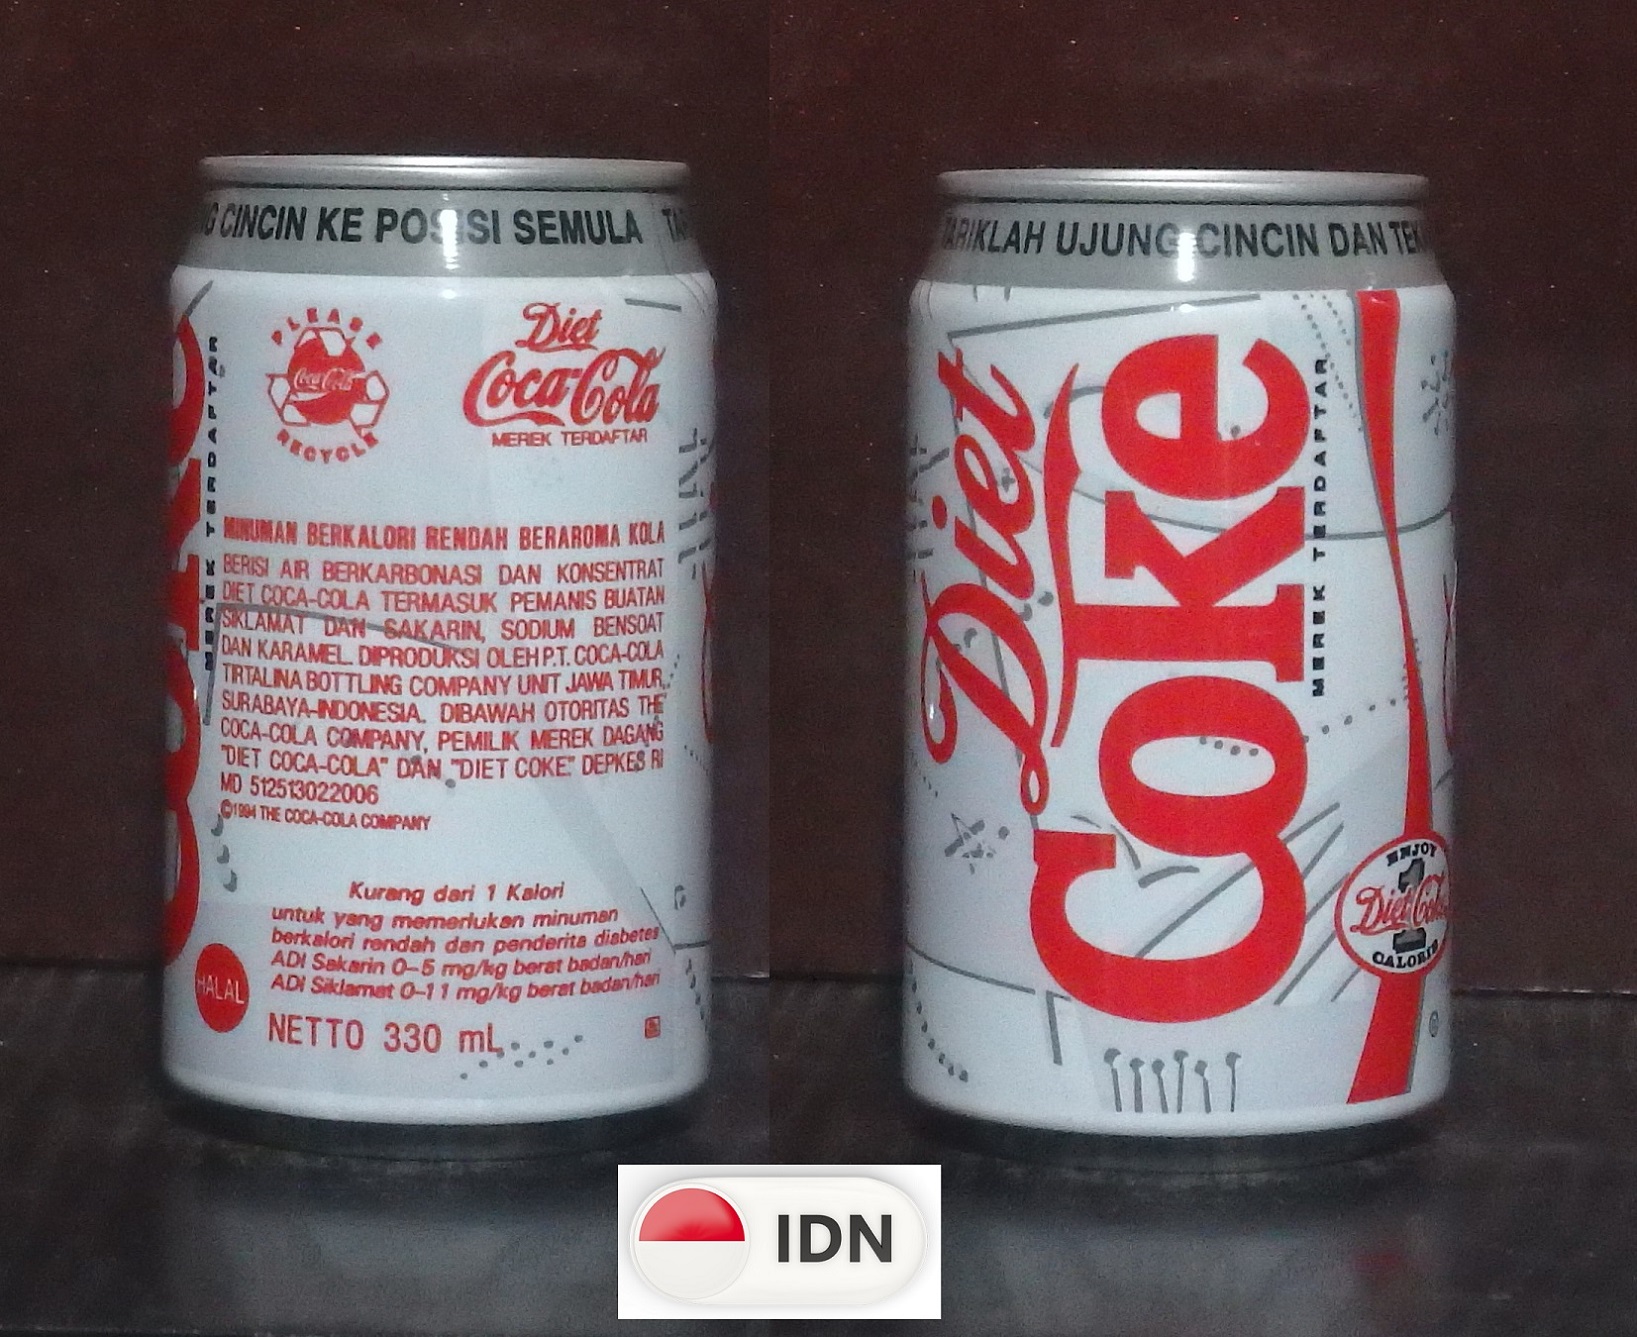 G CINCIN KE POSISI SEMULA TAR
PLEASE
Coca-Cola
RECYCLE
Diet
Coca-Cola
MEREK TERDAFTAR
MEREK TERDAFTAR
MINUMAN BERKALORI RENDAH BERAROMA KOLA
BERISI AIR BERKARBONASI DAN KONSENTRAT
DIET COCA-COLA TERMASUK PEMANIS BUATAN
SIKLAMAT DAN SAKARIN, SODIUM BENSOAT
DAN KARAMEL. DIPRODUKSI OLEH P.T. COCA-COLA
TIRTALINA BOTTLING COMPANY UNIT JAWA TIMUR,
SURABAYA-INDONESIA. DIBAWAH OTORITAS THE
COCA-COLA COMPANY, PEMILIK MEREK DAGANG
"DIET COCA-COLA" DAN "DIET COKE" DEPKES RI
MD 512513022006
©1994 THE COCA-COLA COMPANY
Kurang dari 1 Kalori
untuk yang memerlukan minuman
berkalori rendah dan penderita diabetes
ADI Sakarin 0-5 mg/kg berat badan/hari
ADI Siklamat 0-11 mg/kg berat badan/hari
HALAL
NETTO 330 mL
TARIKLAH UJUNG CINCIN DAN TEK
Diet
Coke
MEREK TERDAFTAR
ENJOY
1
Diet Coke
CALORIE
IDN